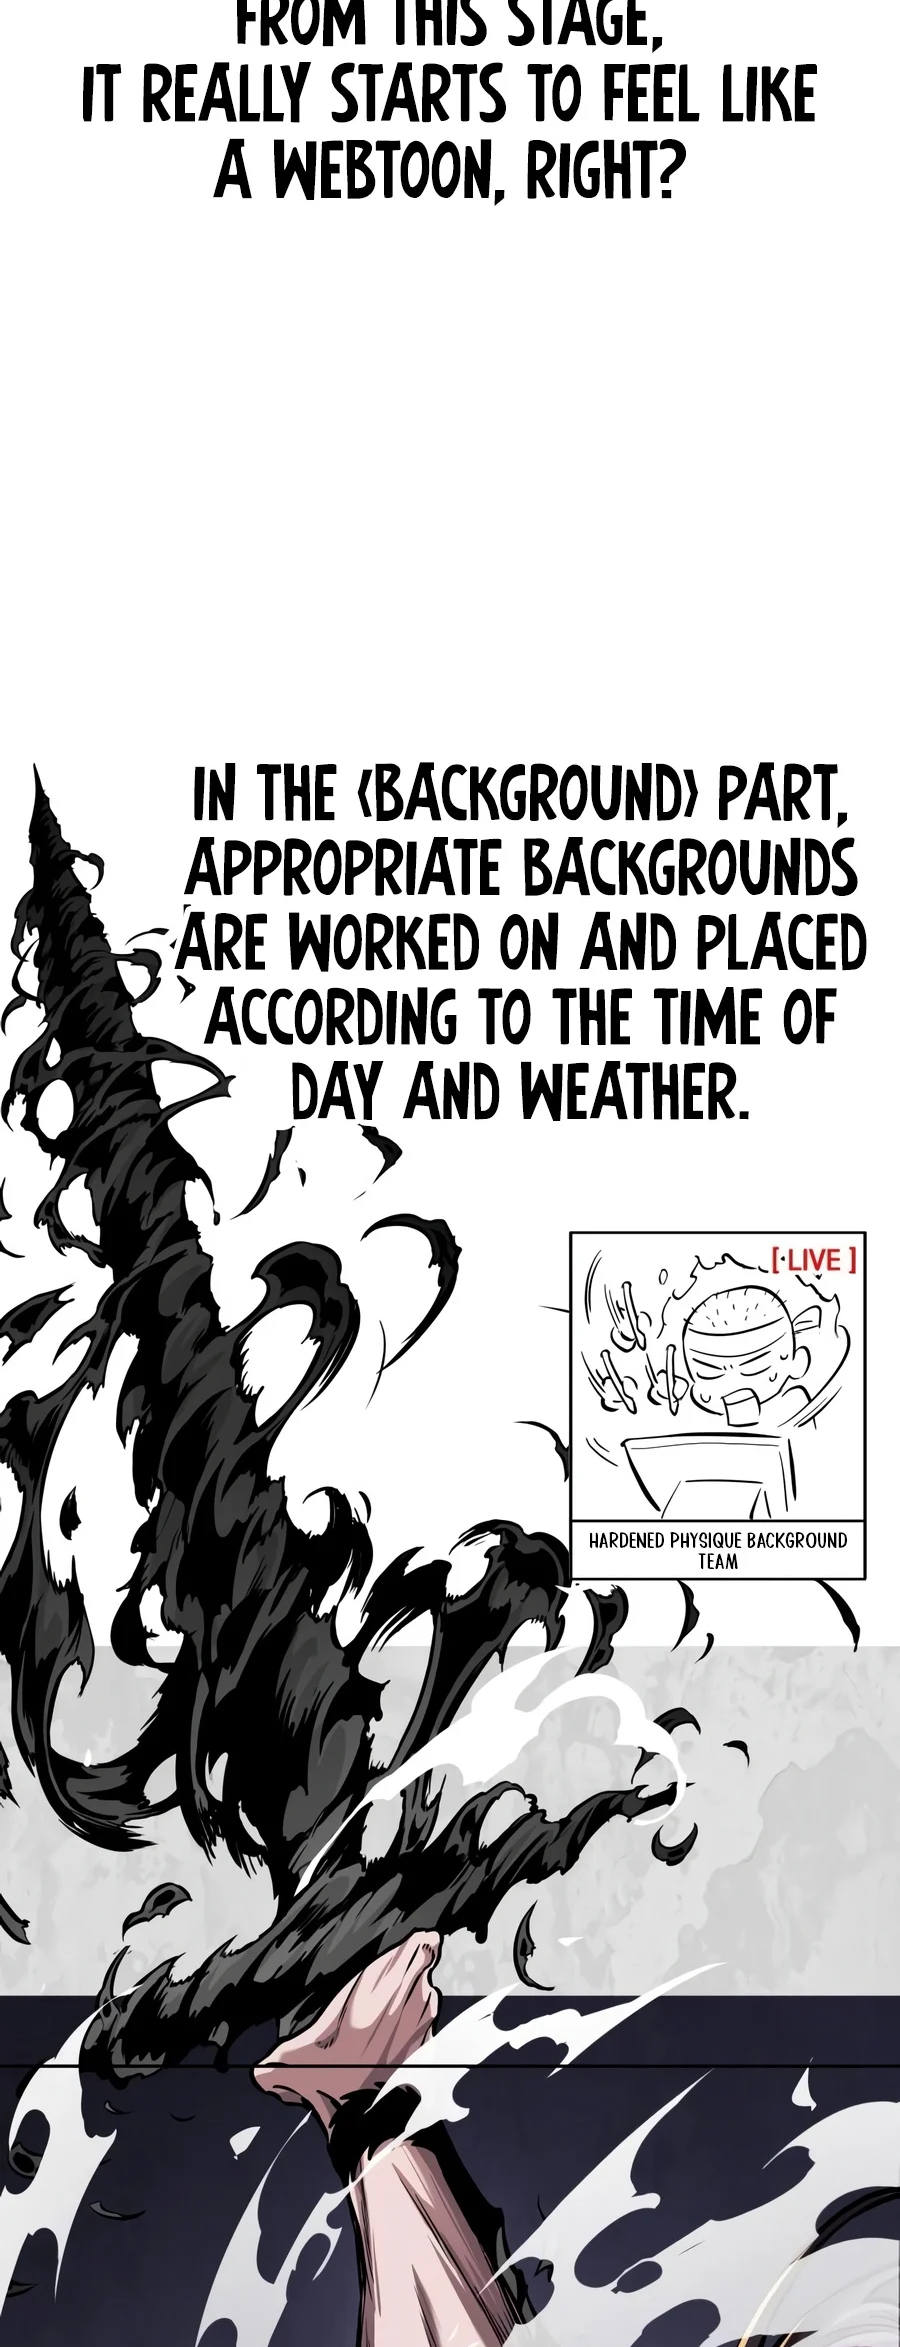 FROM THIS STAGE,
IT REALLY STARTS TO FEEL LIKE
A WEBTOON, RIGHT?
IN THE <BACKGROUND> PART,
APPROPRIATE BACKGROUNDS
ARE WORKED ON AND PLACED
ACCORDING TO THE TIME OF
DAY AND WEATHER.
[·LIVE ]
HARDENED PHYSIQUE BACKGROUND
TEAM